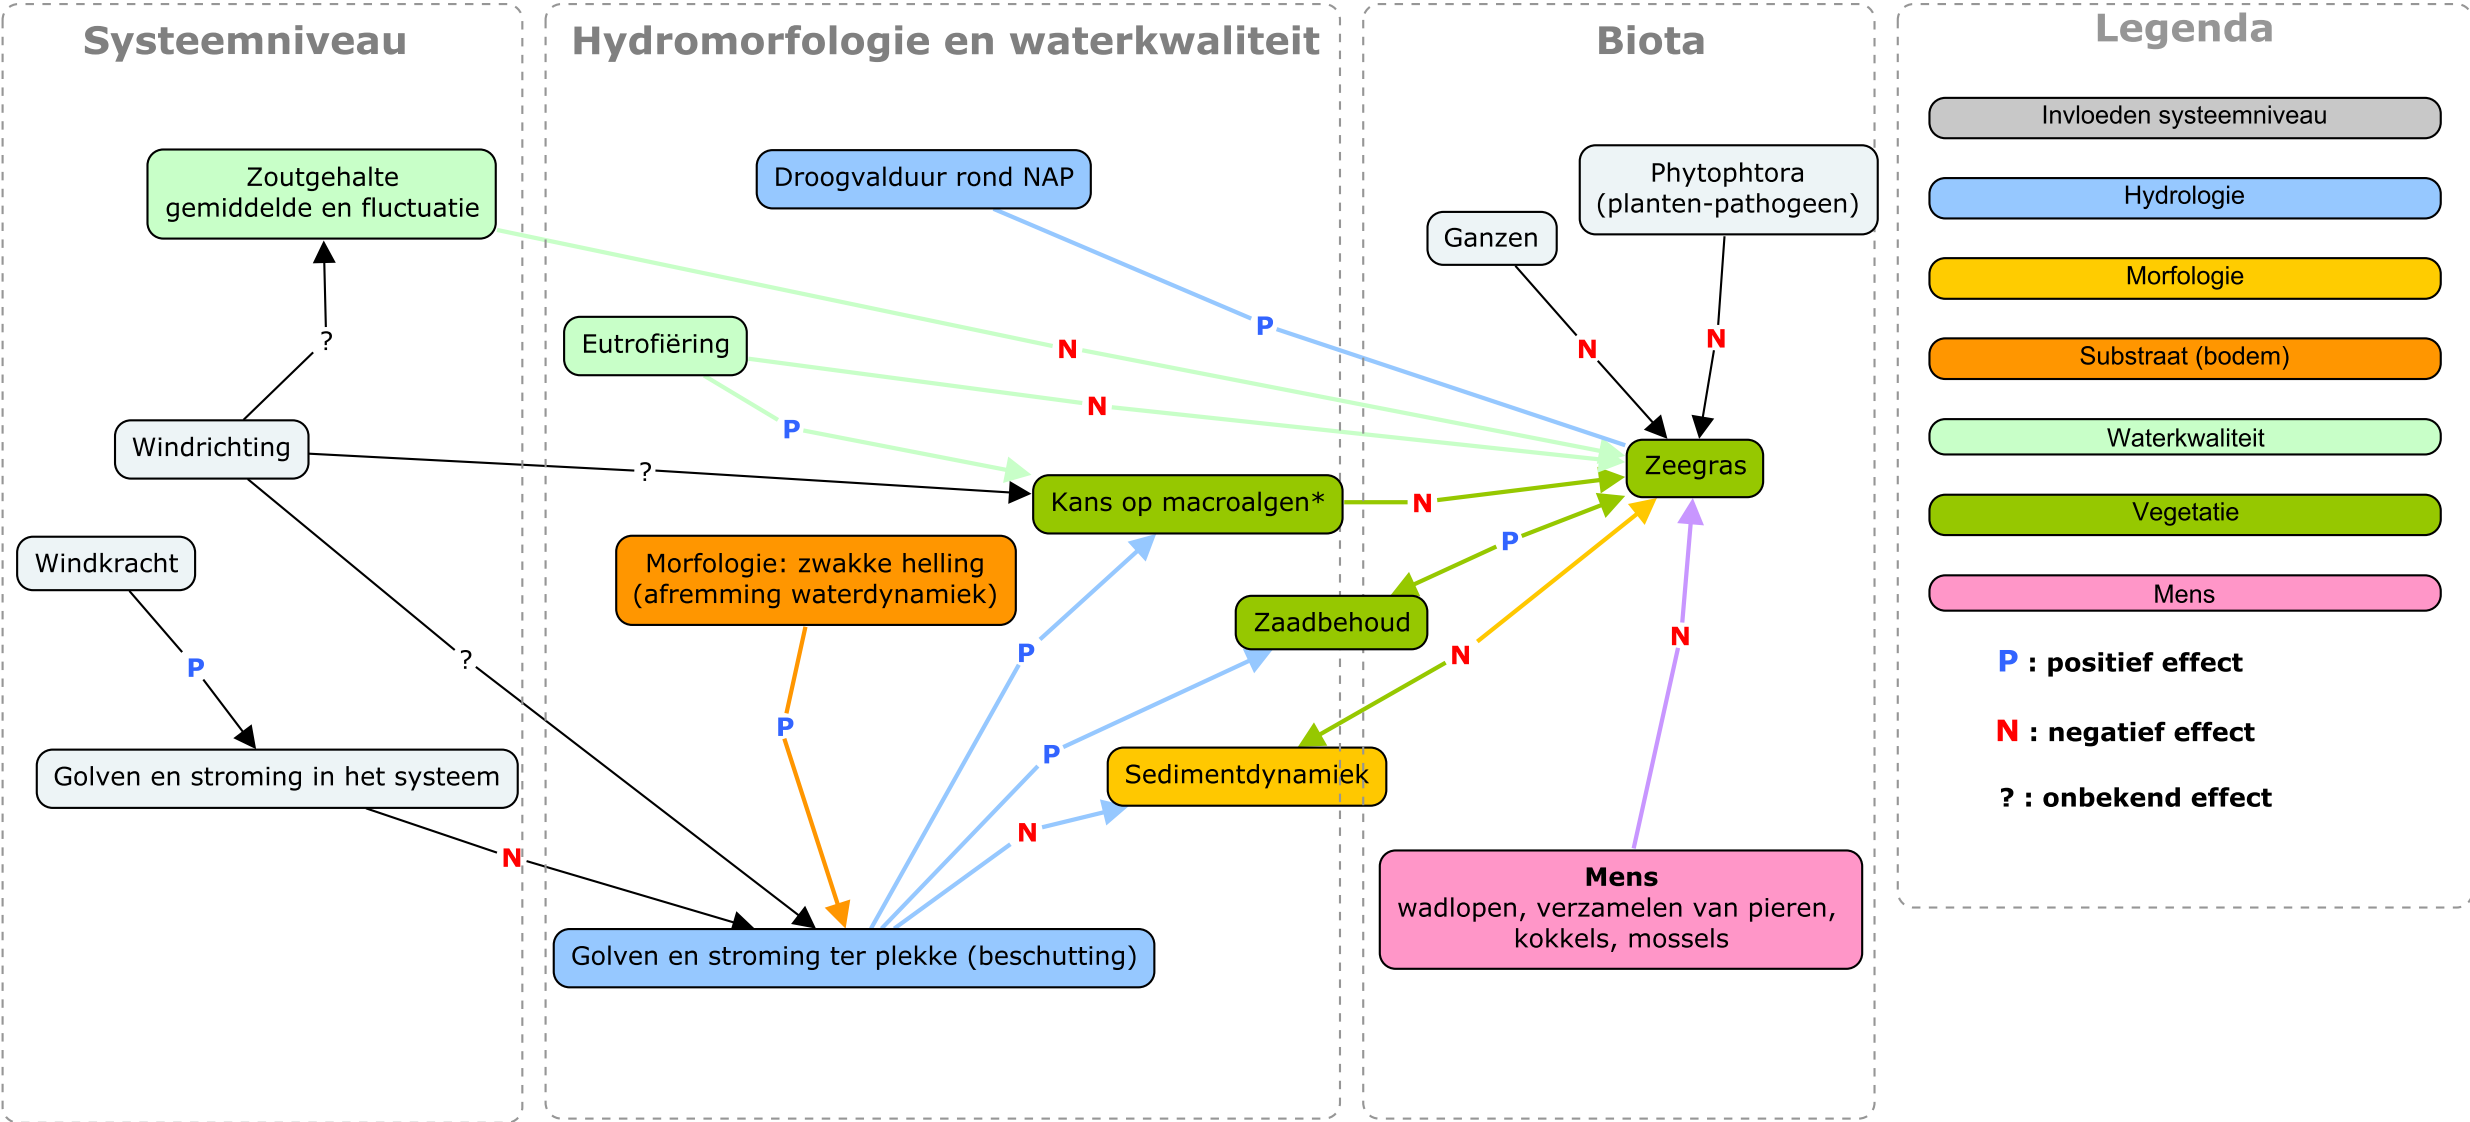 Systeemniveau
Zoutgehalte
gemiddelde en fluctuatie
?
Windrichting
?
Windkracht
?
P
Golven en stroming in het systeem
N
Hydromorfologie en waterkwaliteit
Droogvalduur rond NAP
P
Eutrofiëring
N
N
P
Kans op macroalgen*
N
Morfologie: zwakke helling
(afremming waterdynamiek)
P
P
Zaadbehoud
P
P
Sedimentdynamiek
N
Golven en stroming ter plekke (beschutting)
Biota
Phytophtora
(planten-pathogeen)
Ganzen
N
N
Zeegras
P
N
N
Mens
wadlopen, verzamelen van pieren,
kokkels, mossels
Legenda
Invloeden systeemniveau
Hydrologie
Morfologie
Substraat (bodem)
Waterkwaliteit
Vegetatie
Mens
P : positief effect
N : negatief effect
? : onbekend effect